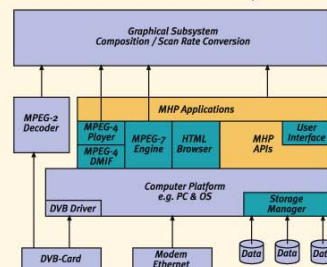 Graphical Subsystem
Composition / Scan Rate Conversion
MPEG-2
Decoder
MHP Applications
MPEG-4
Player
MPEG-4
DMIF
MPEG-7
Engine
HTML
Browser
MHP
APIs
User
Interface
Computer Platform
e.g. PC & OS
DVB Driver
Storage
Manager
DVB-Card
Modem
Ethernet
Data
Data
Data